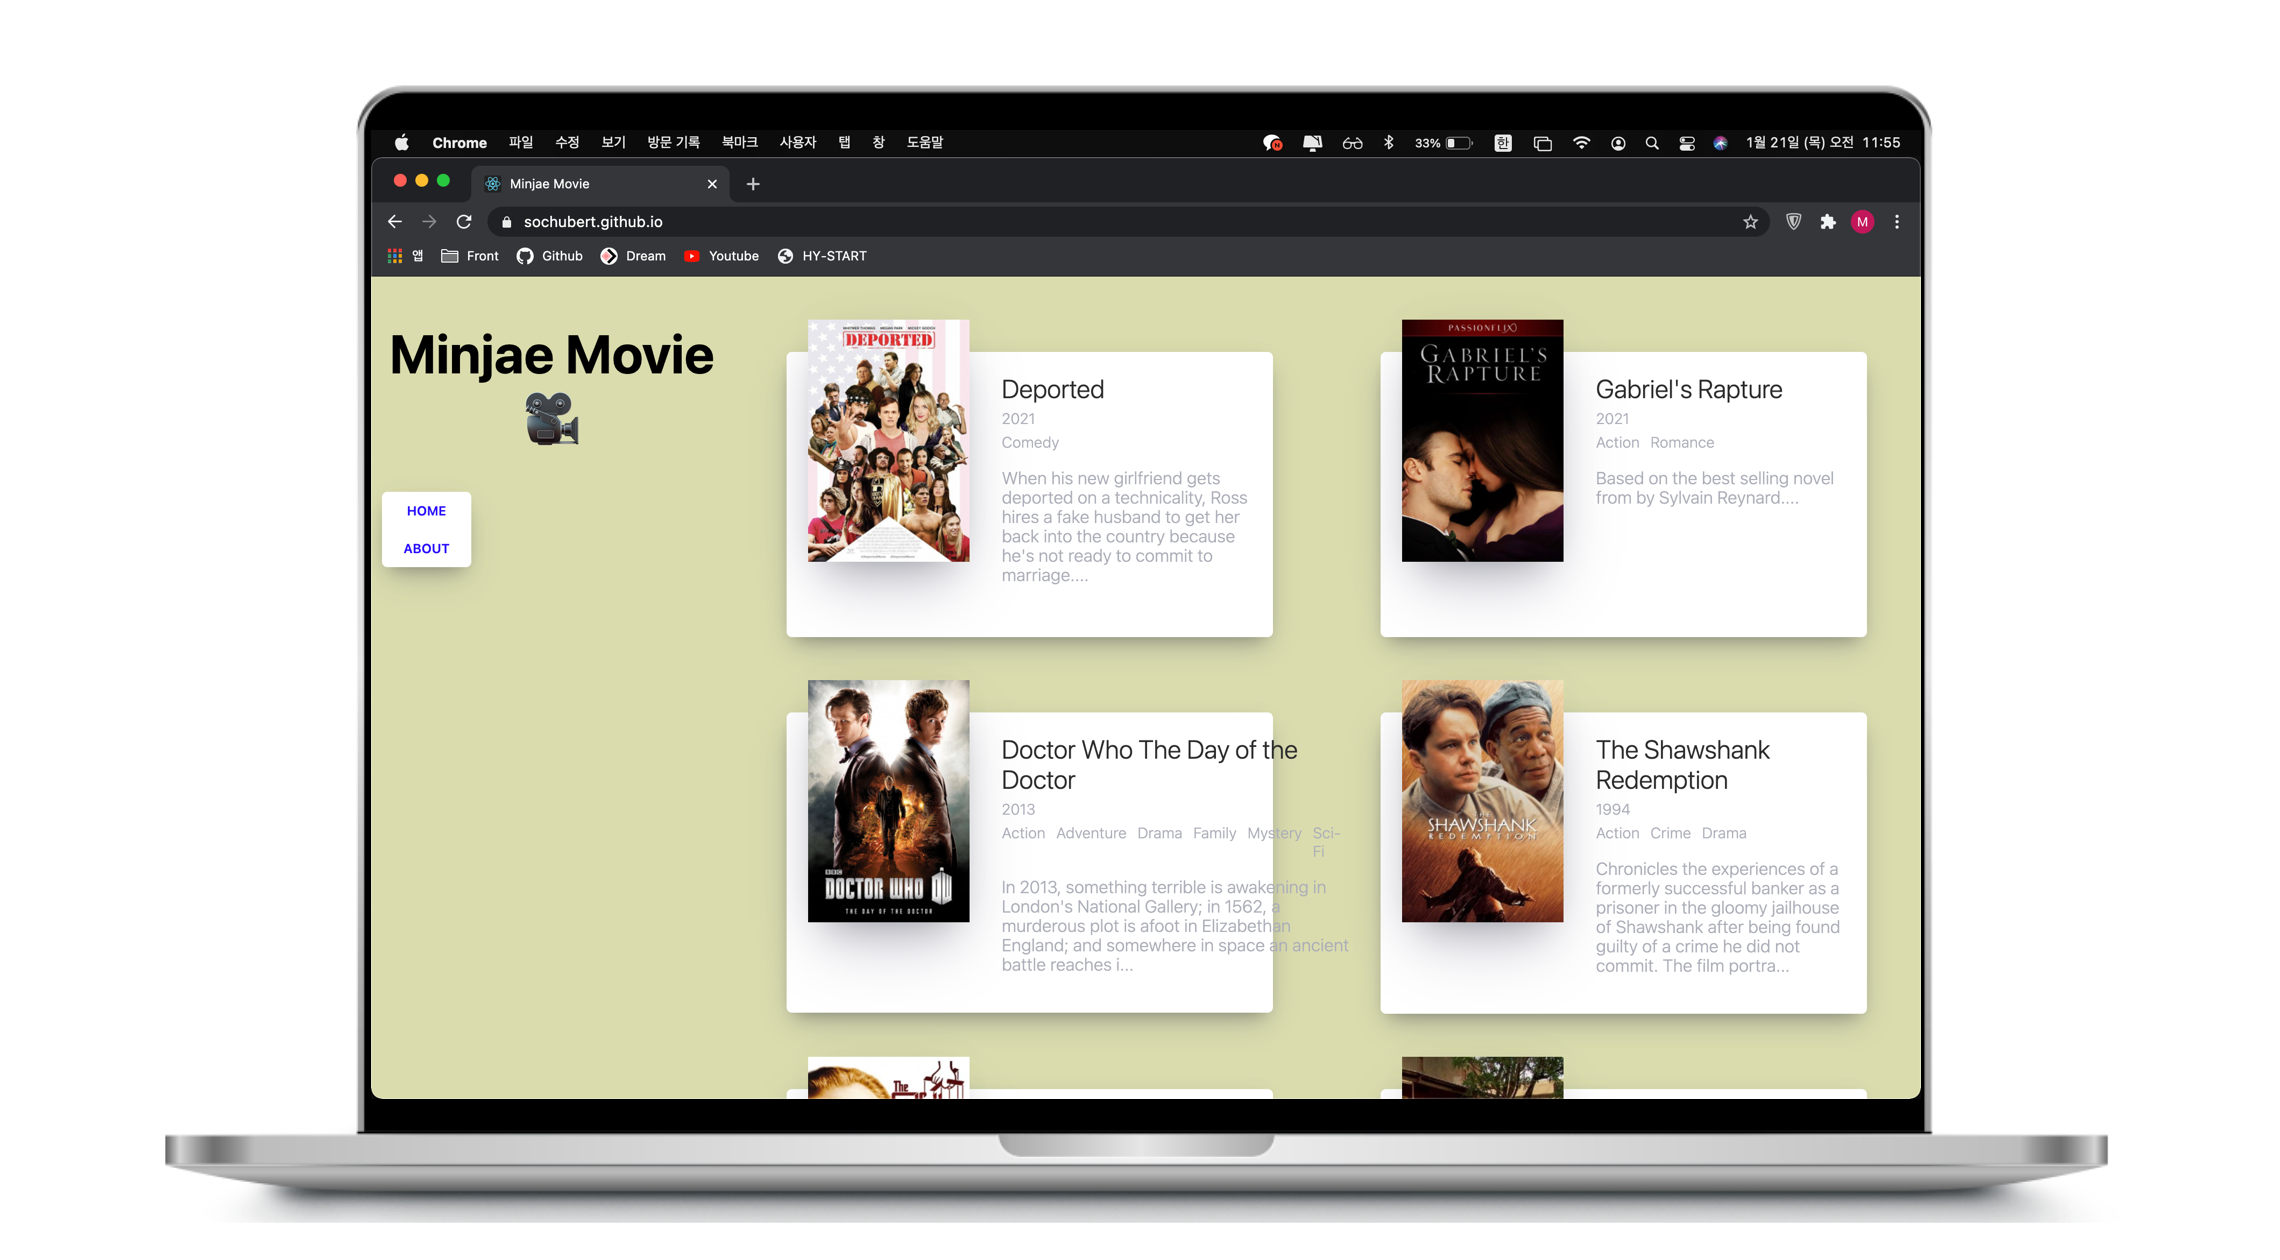 Chrome 파일 수정 보기 방문 기록 북마크 사용자 탭 창 도움말 33% 한 1월 21일 (목) 오전 11:55
Minjae Movie
sochubert.github.io M
앱 Front Github Dream Youtube HY-START
Minjae Movie
HOME
ABOUT
DEPORTED
Deported
2021
Comedy
When his new girlfriend gets
deported on a technicality, Ross
hires a fake husband to get her
back into the country because
he's not ready to commit to
marriage....
PASSIONFLIX
GABRIEL'S
RAPTURE
Gabriel's Rapture
2021
Action Romance
Based on the best selling novel
from by Sylvain Reynard....
BBC
DOCTOR WHO DW
THE DAY OF THE DOCTOR
Doctor Who The Day of the
Doctor
2013
Action Adventure Drama Family Mystery Sci-
Fi
In 2013, something terrible is awakening in
London's National Gallery; in 1562, a
murderous plot is afoot in Elizabethan
England; and somewhere in space an ancient
battle reaches i...
THE
SHAWSHANK
REDEMPTION
The Shawshank
Redemption
1994
Action Crime Drama
Chronicles the experiences of a
formerly successful banker as a
prisoner in the gloomy jailhouse
of Shawshank after being found
guilty of a crime he did not
commit. The film portra...
The